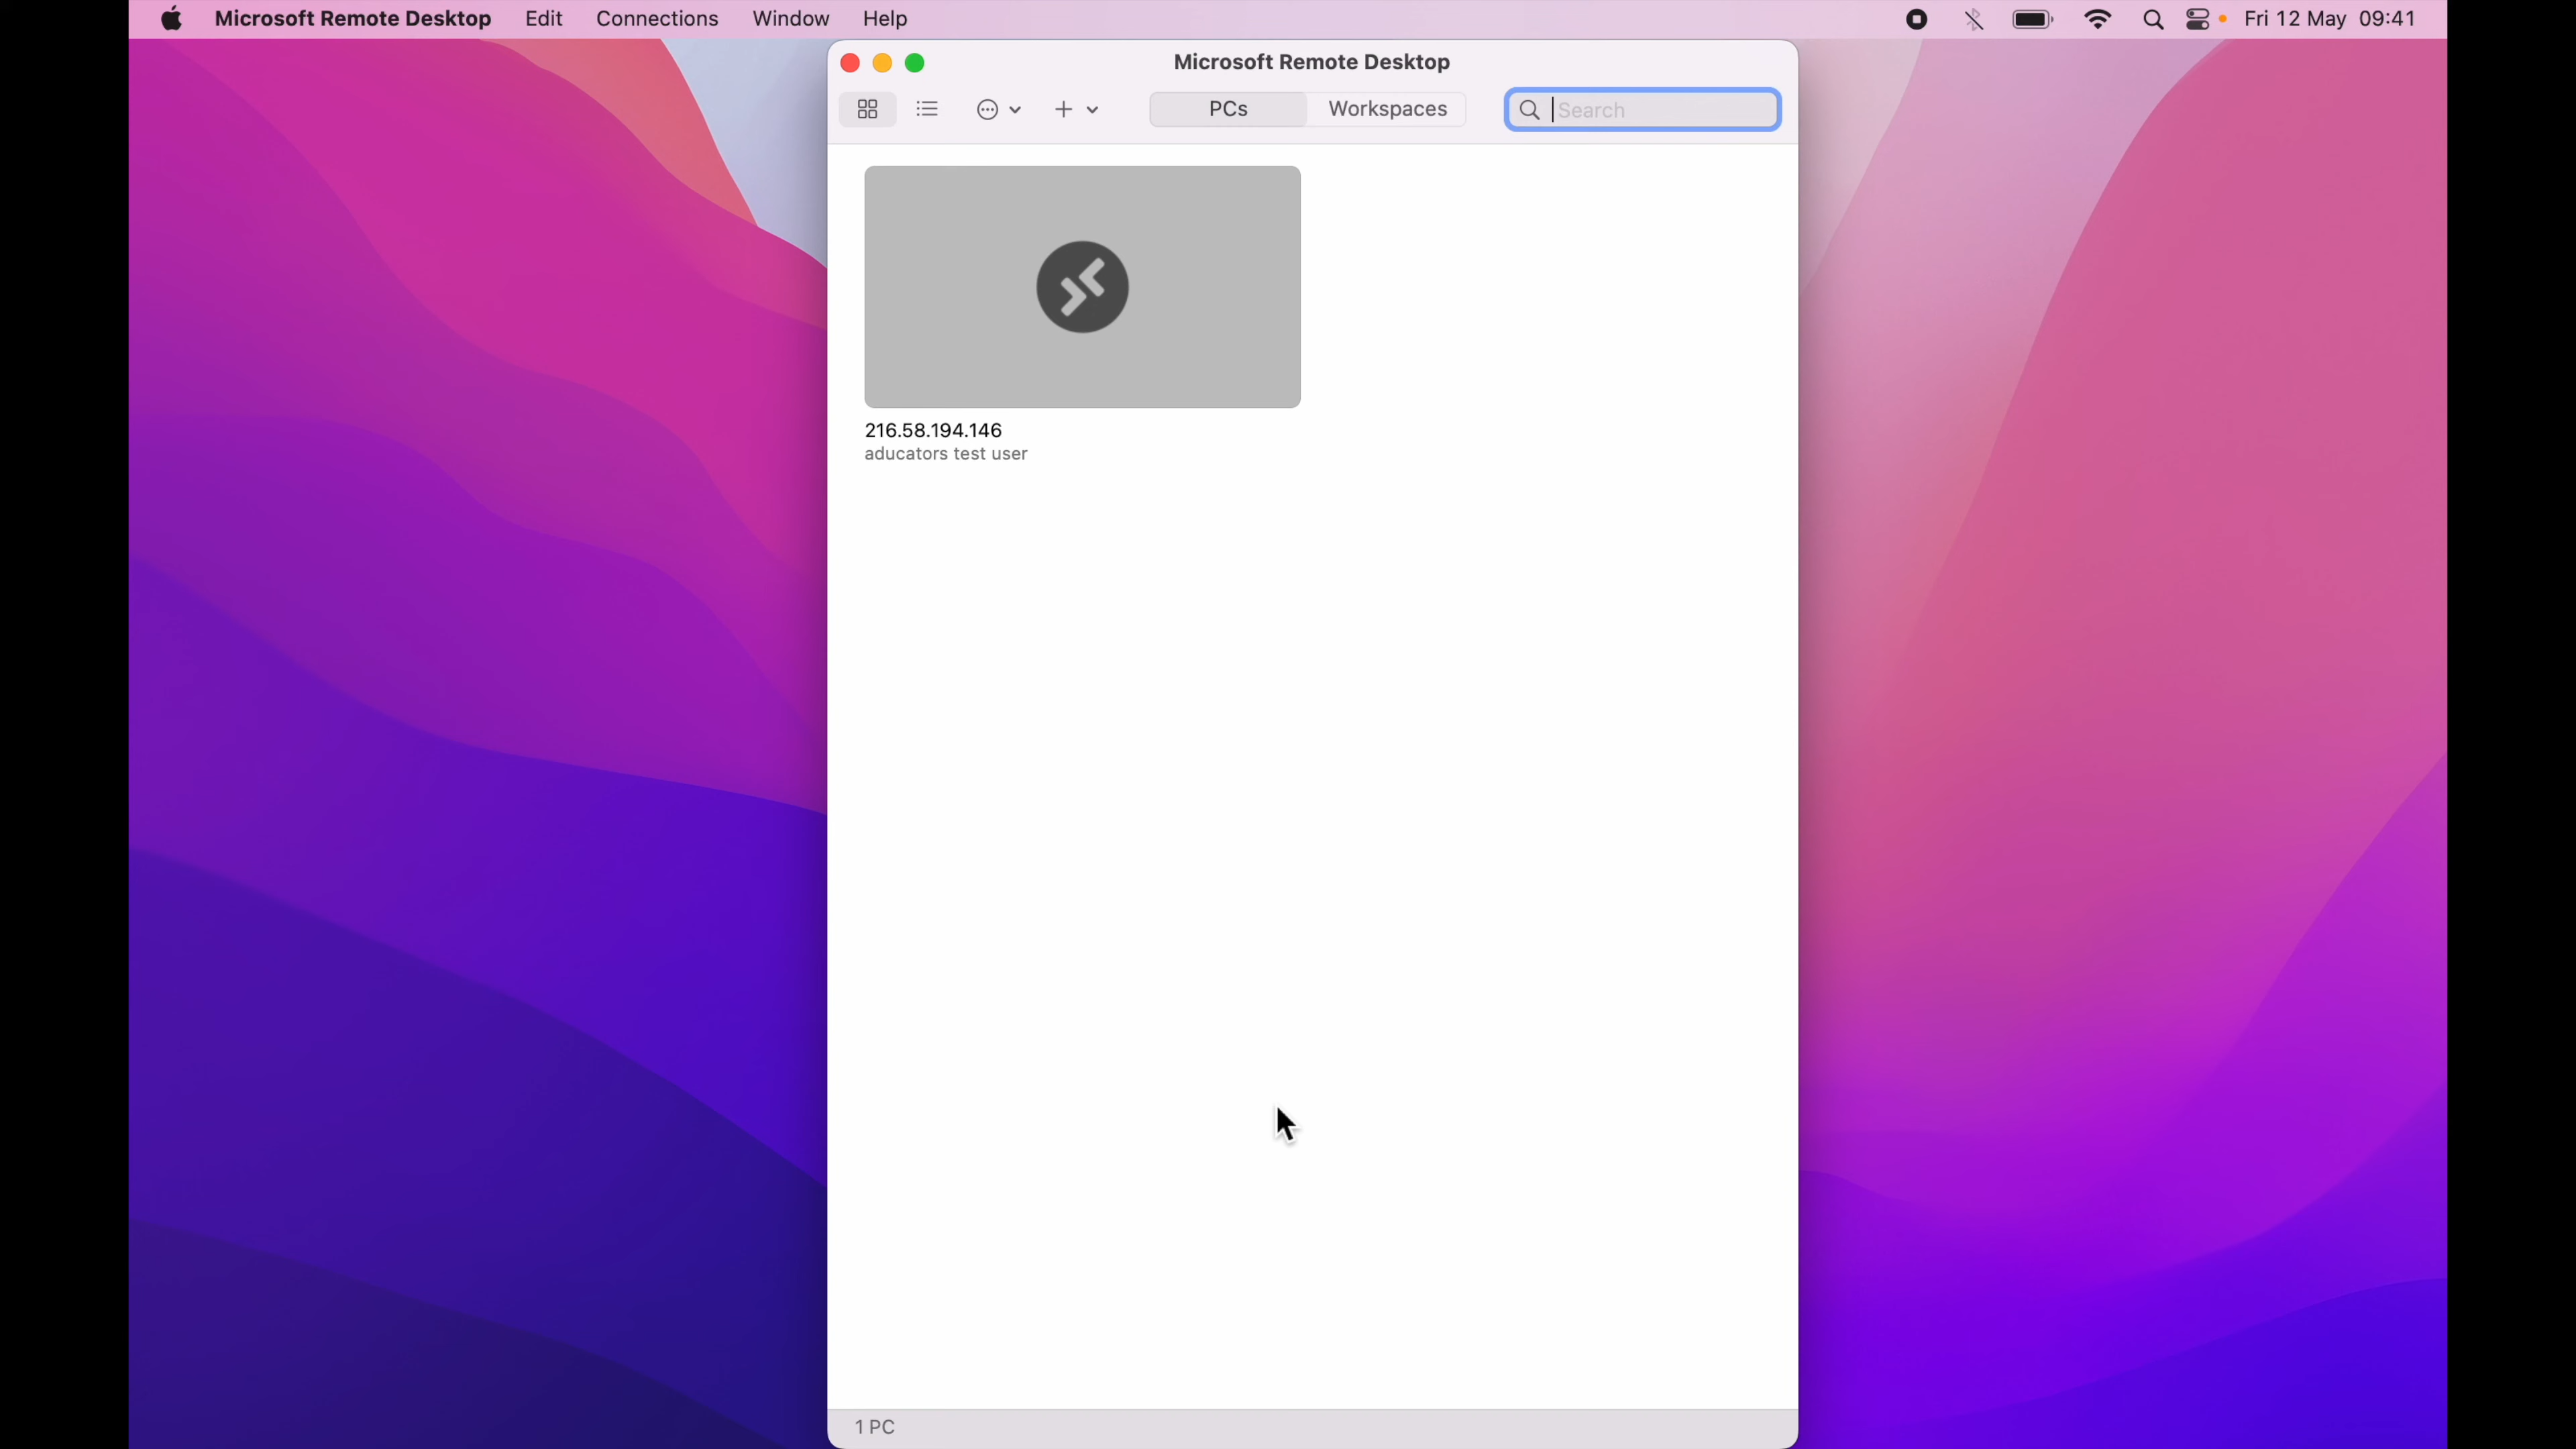 Microsoft Remote Desktop Edit Connections Window Help Fri 12 May 09:41
Microsoft Remote Desktop
PCs Workspaces Search
216.58.194.146
aducators test user
1 PC